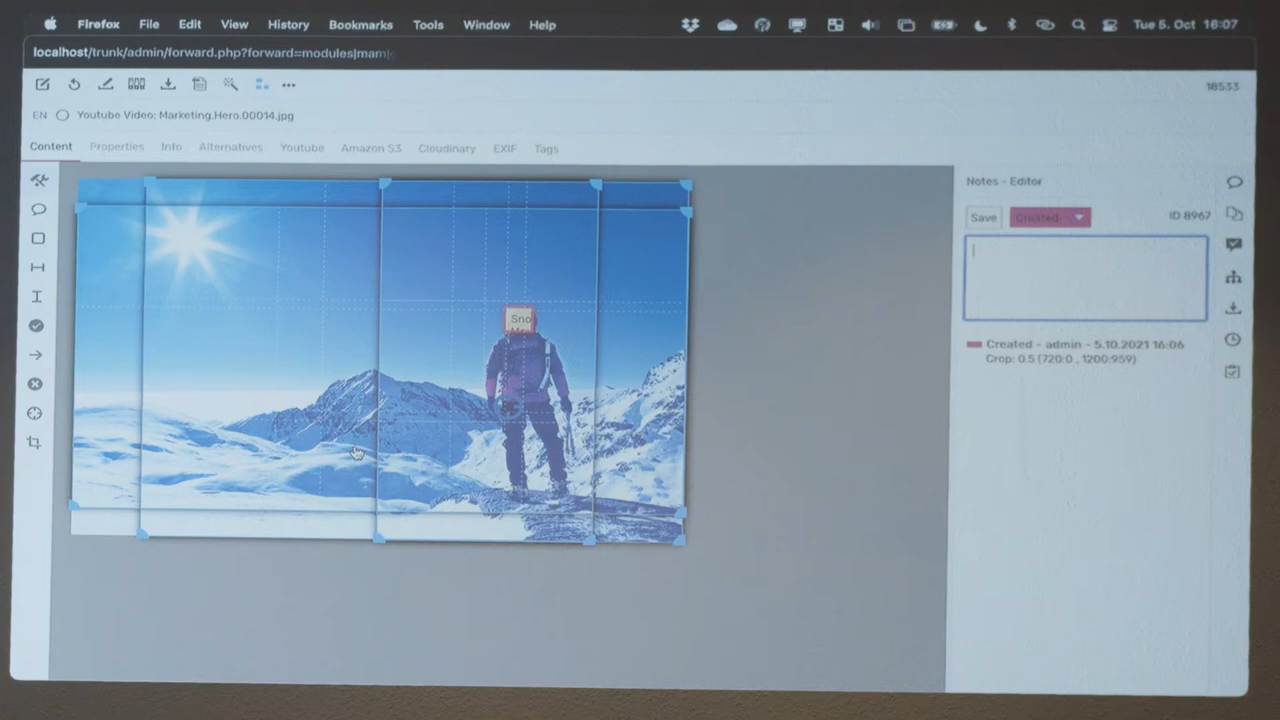 Firefox File Edit View History Bookmarks Tools Window Help Tue 5. Oct 16:07
localhost/trunk/admin/forward.php?forward=modules|mam|
18533
EN Youtube Video: Marketing.Hero.00014.jpg
Content Properties Info Alternatives Youtube Amazon S3 Cloudinary EXIF Tags
Notes - Editor
Save Created ID 8967
Sno
Created - admin - 5.10.2021 16:06
Crop: 0.5 (720:0 , 1200:959)